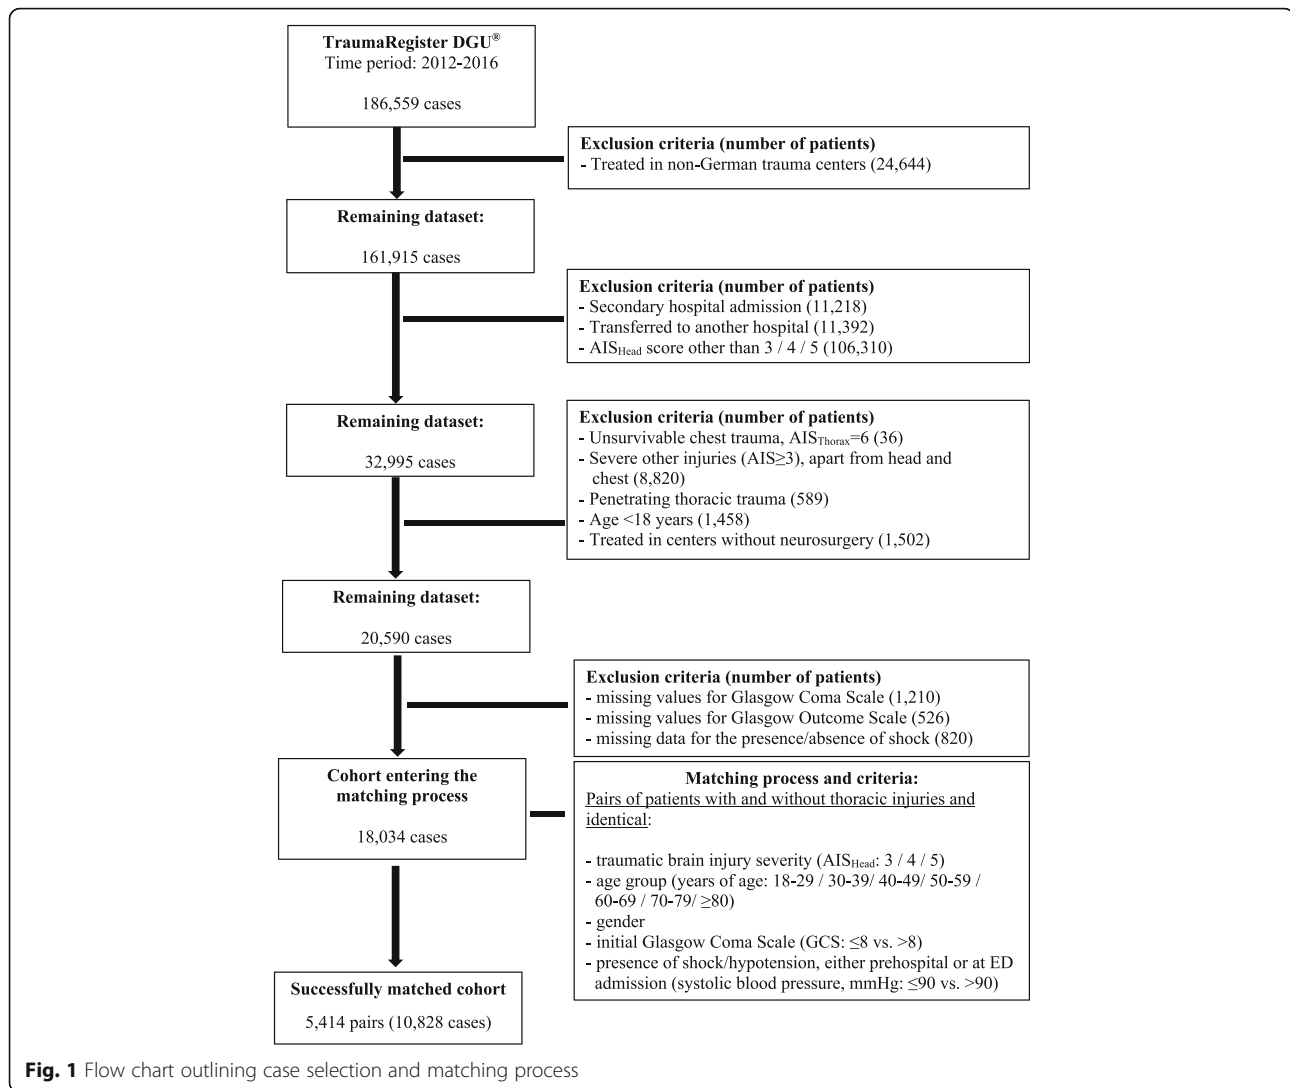 TraumaRegister DGU®
Time period: 2012-2016
186,559 cases
Exclusion criteria (number of patients)
- Treated in non-German trauma centers (24,644)
Remaining dataset:
161,915 cases
Exclusion criteria (number of patients)
- Secondary hospital admission (11,218)
- Transferred to another hospital (11,392)
- AISHead score other than 3 / 4 / 5 (106,310)
Remaining dataset:
32,995 cases
Exclusion criteria (number of patients)
- Unsurvivable chest trauma, AISThorax=6 (36)
- Severe other injuries (AIS≥3), apart from head and
chest (8,820)
- Penetrating thoracic trauma (589)
- Age <18 years (1,458)
- Treated in centers without neurosurgery (1,502)
Remaining dataset:
20,590 cases
Exclusion criteria (number of patients)
- missing values for Glasgow Coma Scale (1,210)
- missing values for Glasgow Outcome Scale (526)
- missing data for the presence/absence of shock (820)
Cohort entering the
matching process
18,034 cases
Matching process and criteria:
Pairs of patients with and without thoracic injuries and
identical:
- traumatic brain injury severity (AISHead: 3 / 4 / 5)
- age group (years of age: 18-29 / 30-39/ 40-49/ 50-59 /
60-69 / 70-79/ ≥80)
- gender
- initial Glasgow Coma Scale (GCS: ≤8 vs. >8)
- presence of shock/hypotension, either prehospital or at ED
admission (systolic blood pressure, mmHg: ≤90 vs. >90)
Successfully matched cohort
5,414 pairs (10,828 cases)
Fig. 1 Flow chart outlining case selection and matching process